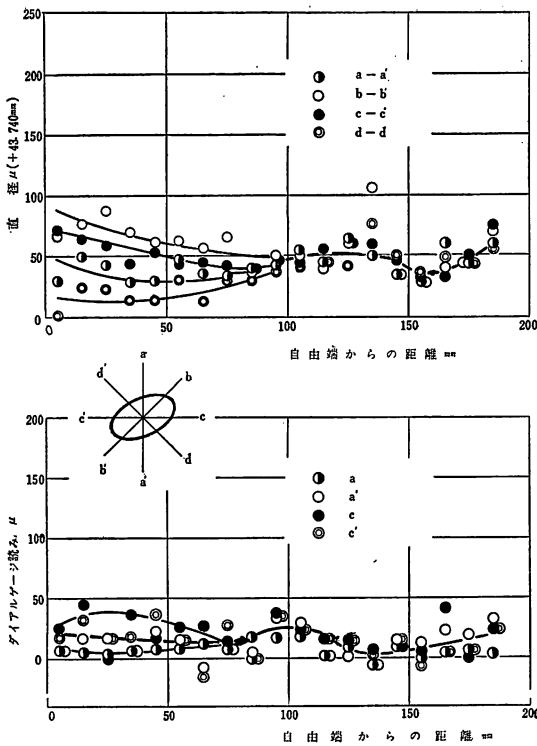 250
200
150
100
50
0
直径μ(+43.740mm)
a-a'
b-b'
c-c'
d-d'
0 50 100 150 200
自由端からの距離 mm
a
d' b
c' c
b' d
a'
200
150
100
50
0
ダイアルゲージ読み, μ
a
a'
c
c'
0 50 100 150 200
自由端からの距離 mm